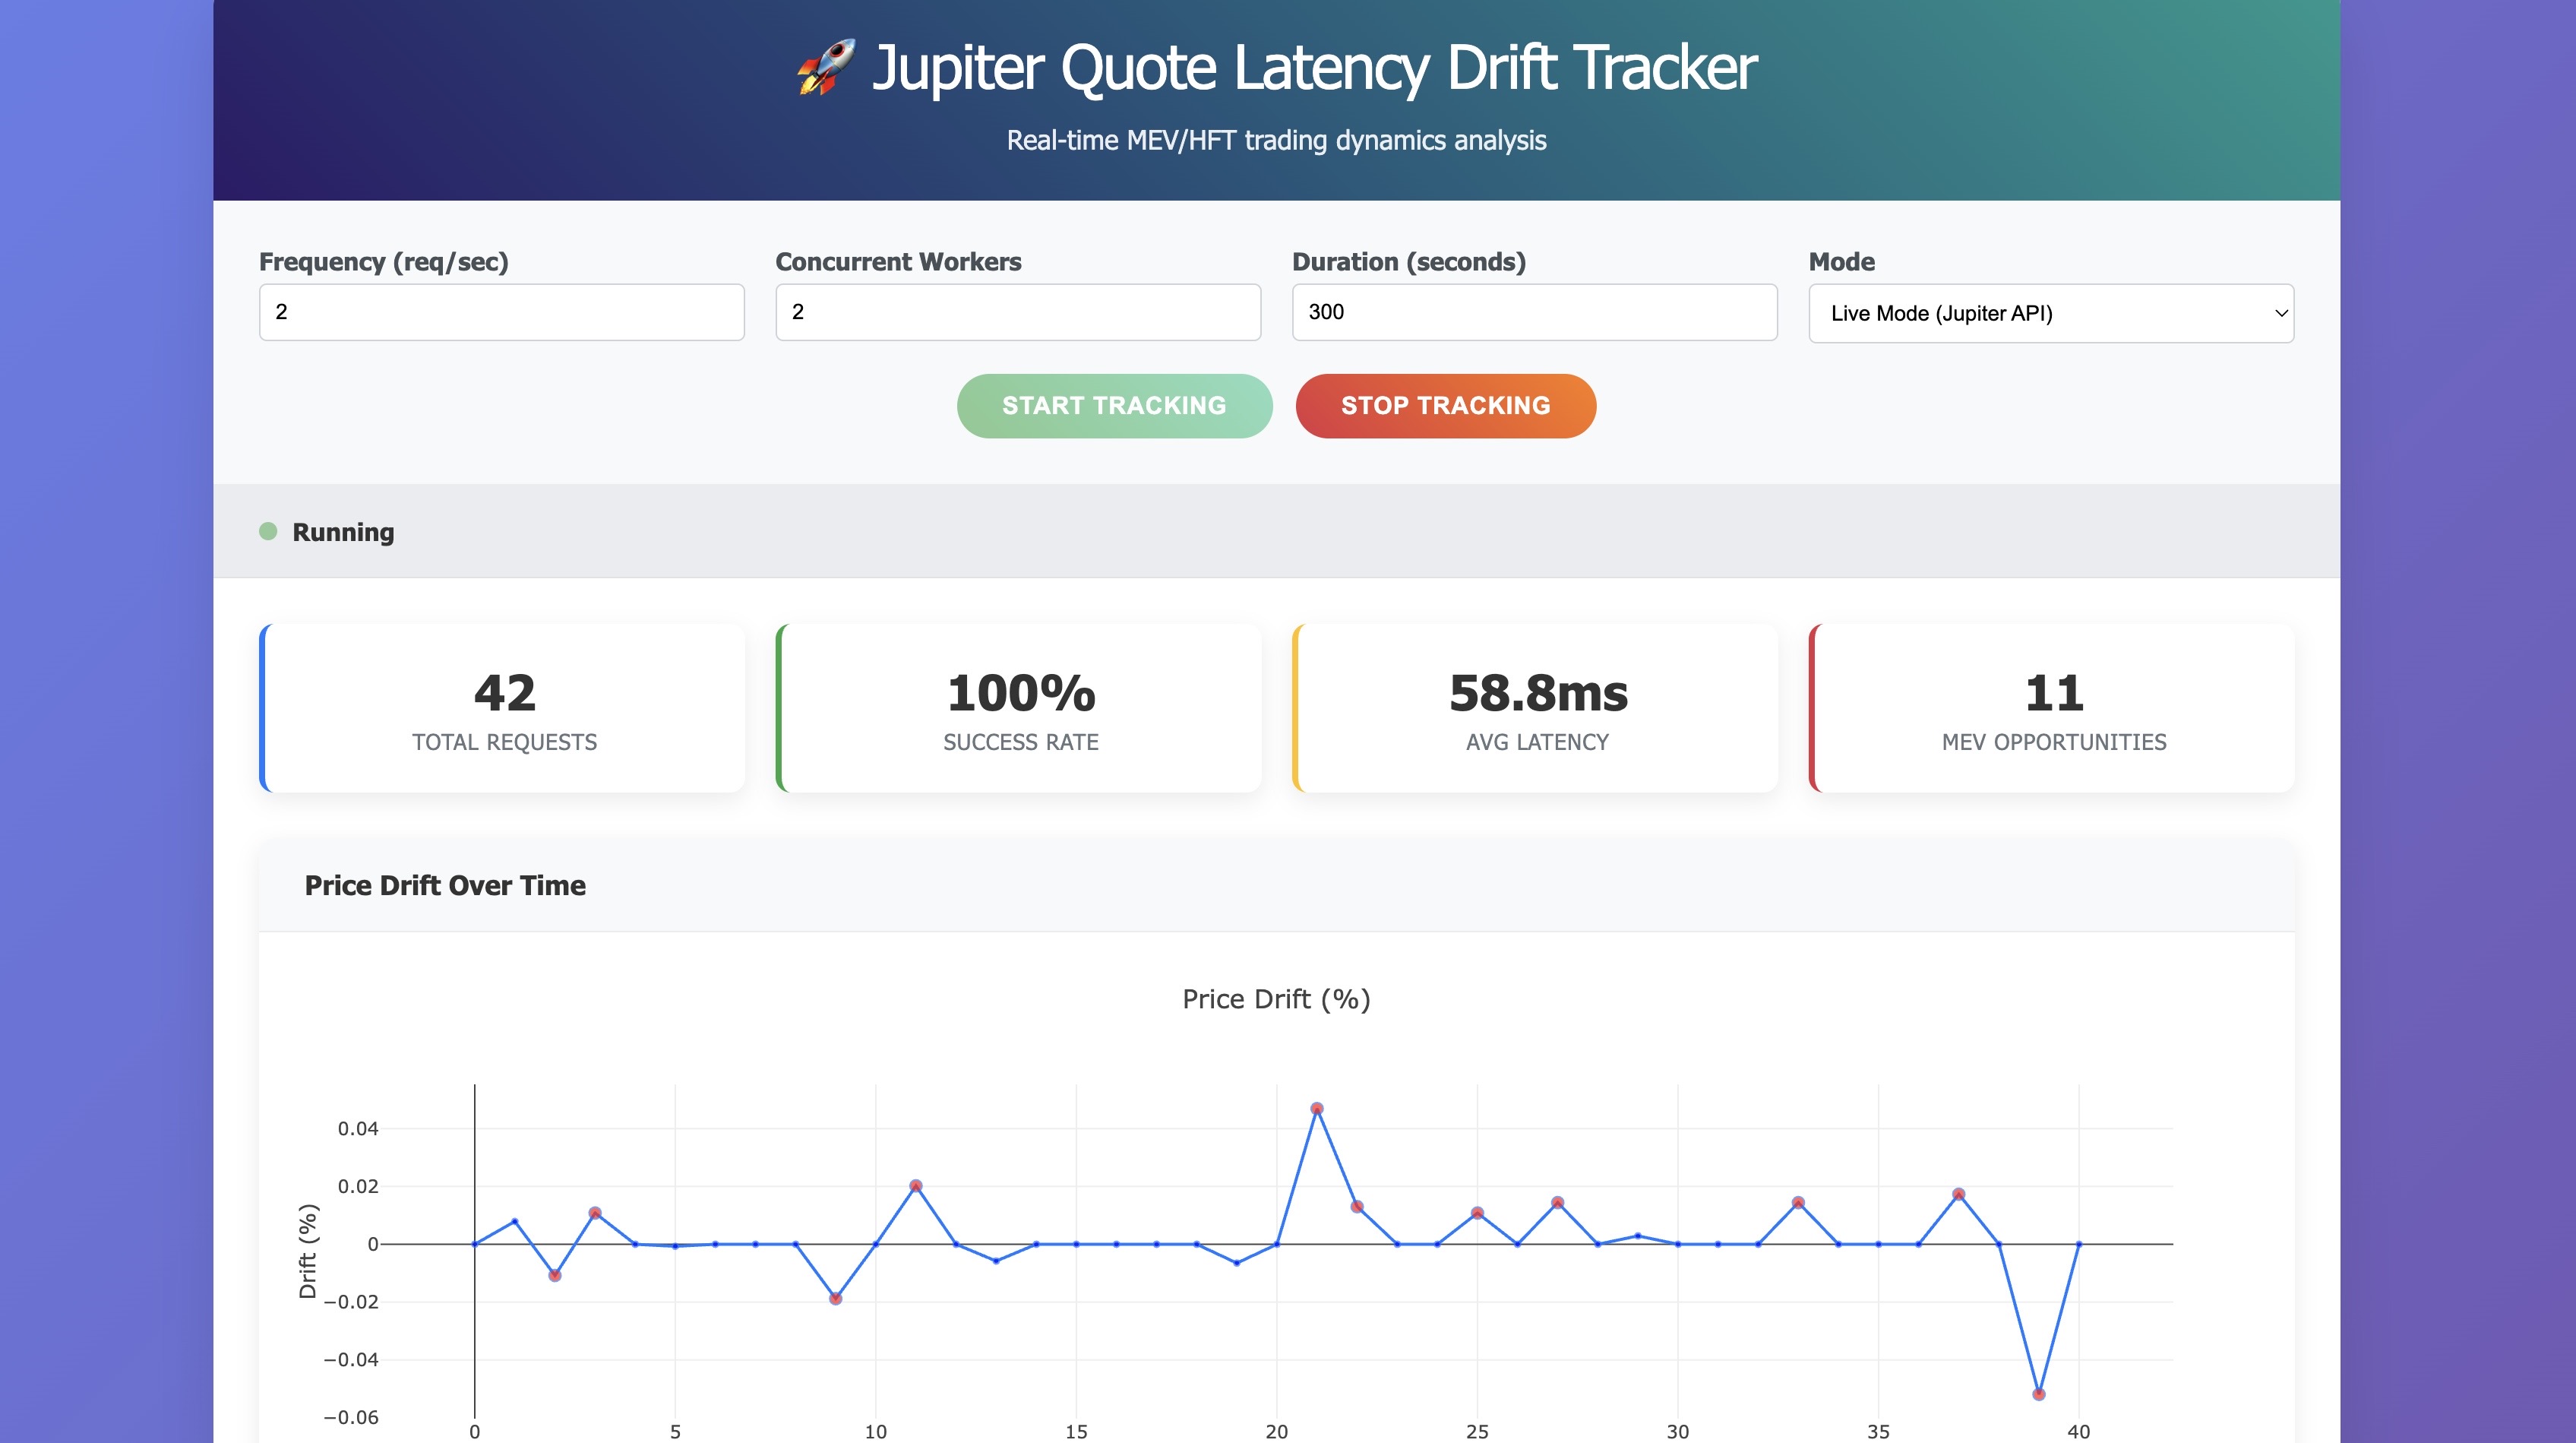 🚀 Jupiter Quote Latency Drift Tracker
Real-time MEV/HFT trading dynamics analysis
Frequency (req/sec)
2
Concurrent Workers
2
Duration (seconds)
300
Mode
Live Mode (Jupiter API)
START TRACKING
STOP TRACKING
Running
42
TOTAL REQUESTS
100%
SUCCESS RATE
58.8ms
AVG LATENCY
11
MEV OPPORTUNITIES
Price Drift Over Time
Price Drift (%)
Drift (%)
0.04
0.02
0
−0.02
−0.04
−0.06
0 5 10 15 20 25 30 35 40